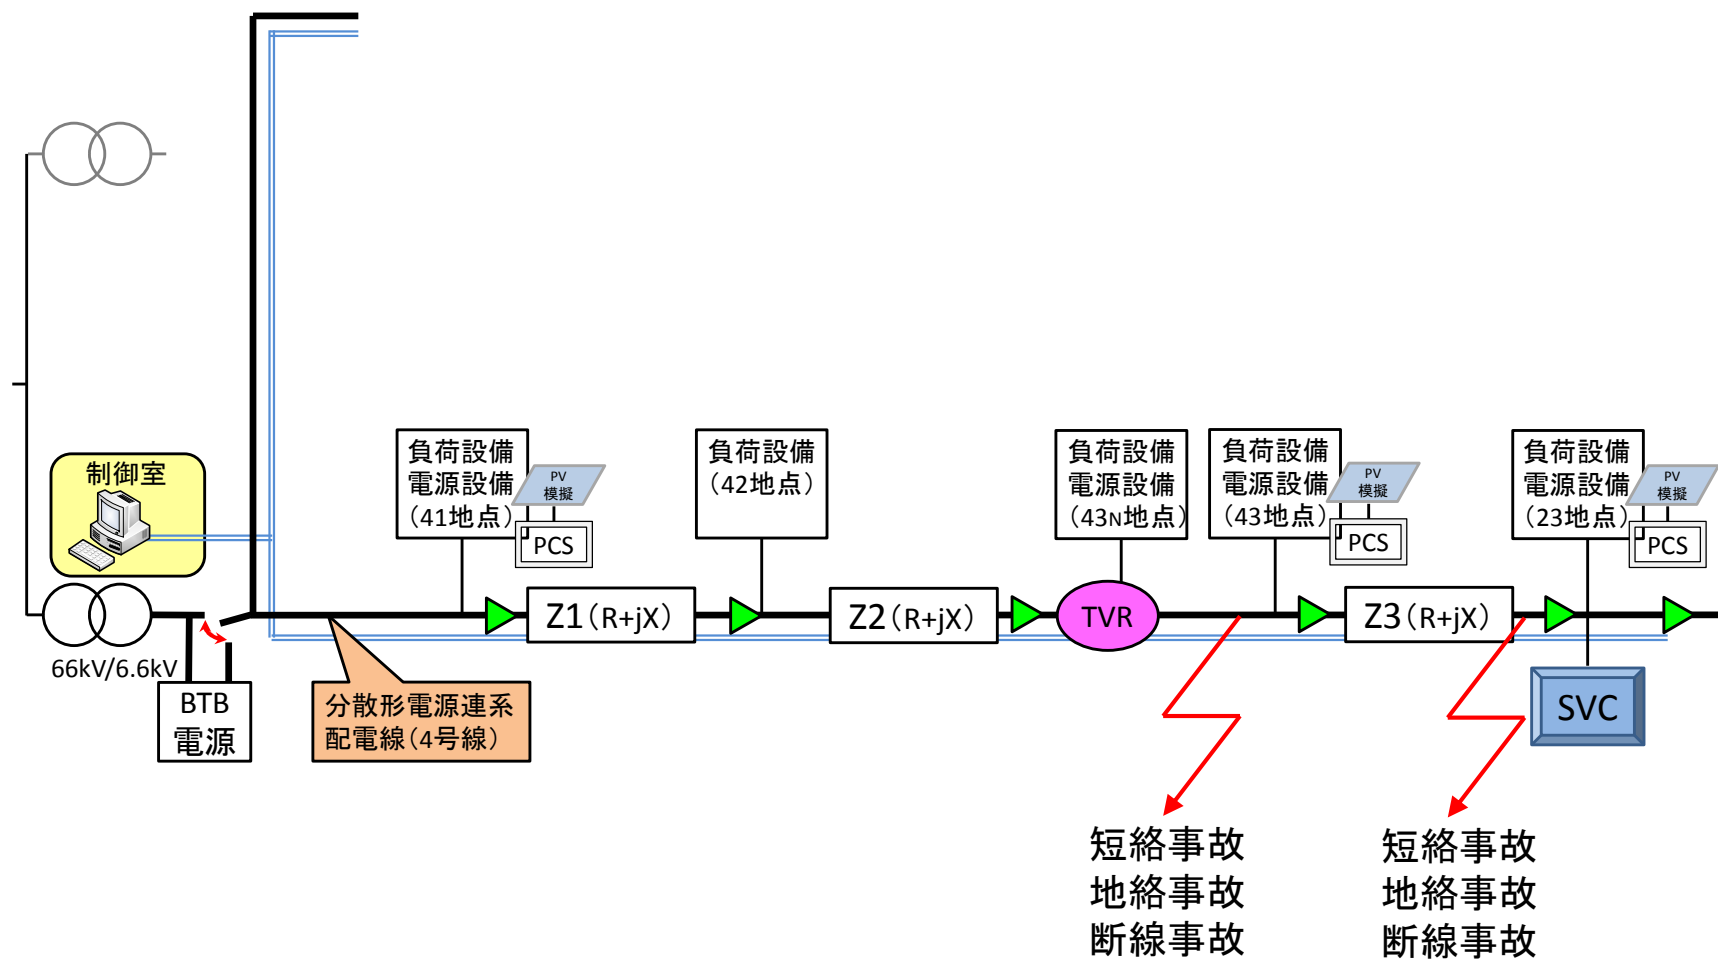 制御室
66kV/6.6kV
BTB
電源
分散形電源連系
配電線(4号線)
負荷設備
電源設備
(41地点)
PV
模擬
PCS
負荷設備
(42地点)
負荷設備
電源設備
(43N地点)
負荷設備
電源設備
(43地点)
PV
模擬
PCS
負荷設備
電源設備
(23地点)
PV
模擬
PCS
Z1(R+jX)
Z2(R+jX)
TVR
Z3(R+jX)
SVC
短絡事故
地絡事故
断線事故
短絡事故
地絡事故
断線事故